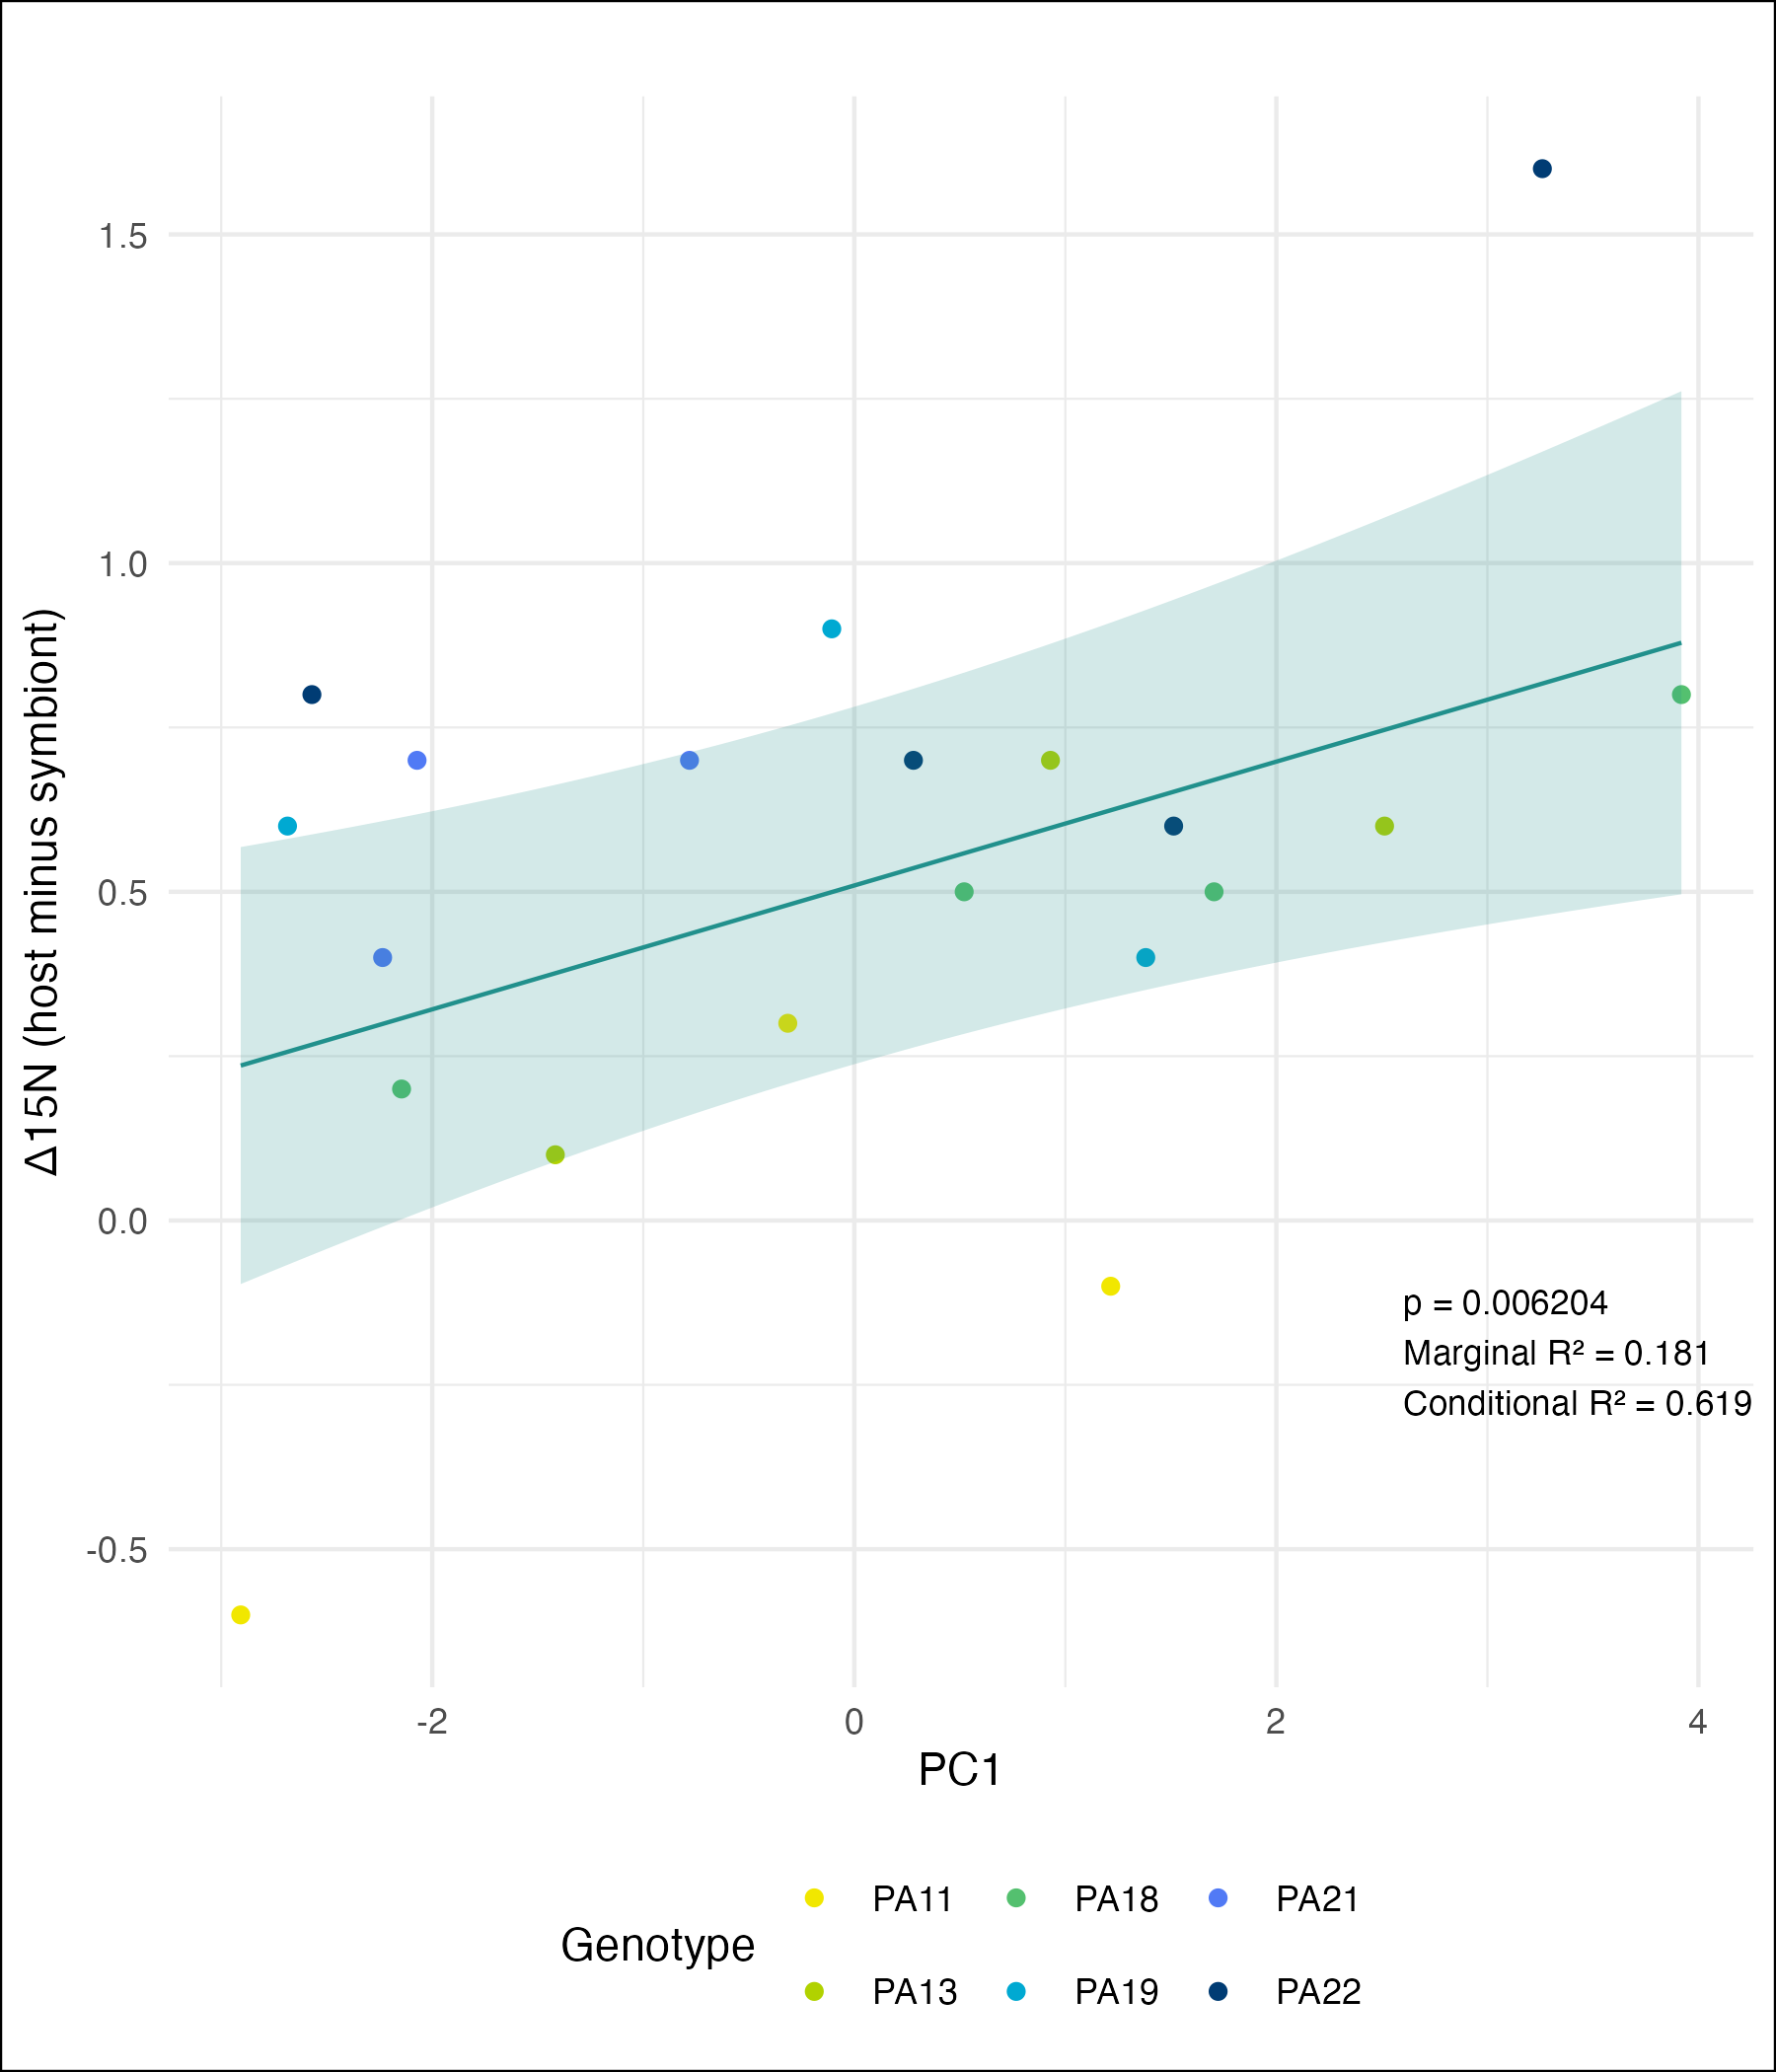 1.5
1.0
0.5
0.0
-0.5
Δ15N (host minus symbiont)
p = 0.006204
Marginal R² = 0.181
Conditional R² = 0.619
-2 0 2 4
PC1
Genotype
PA11 PA18 PA21
PA13 PA19 PA22